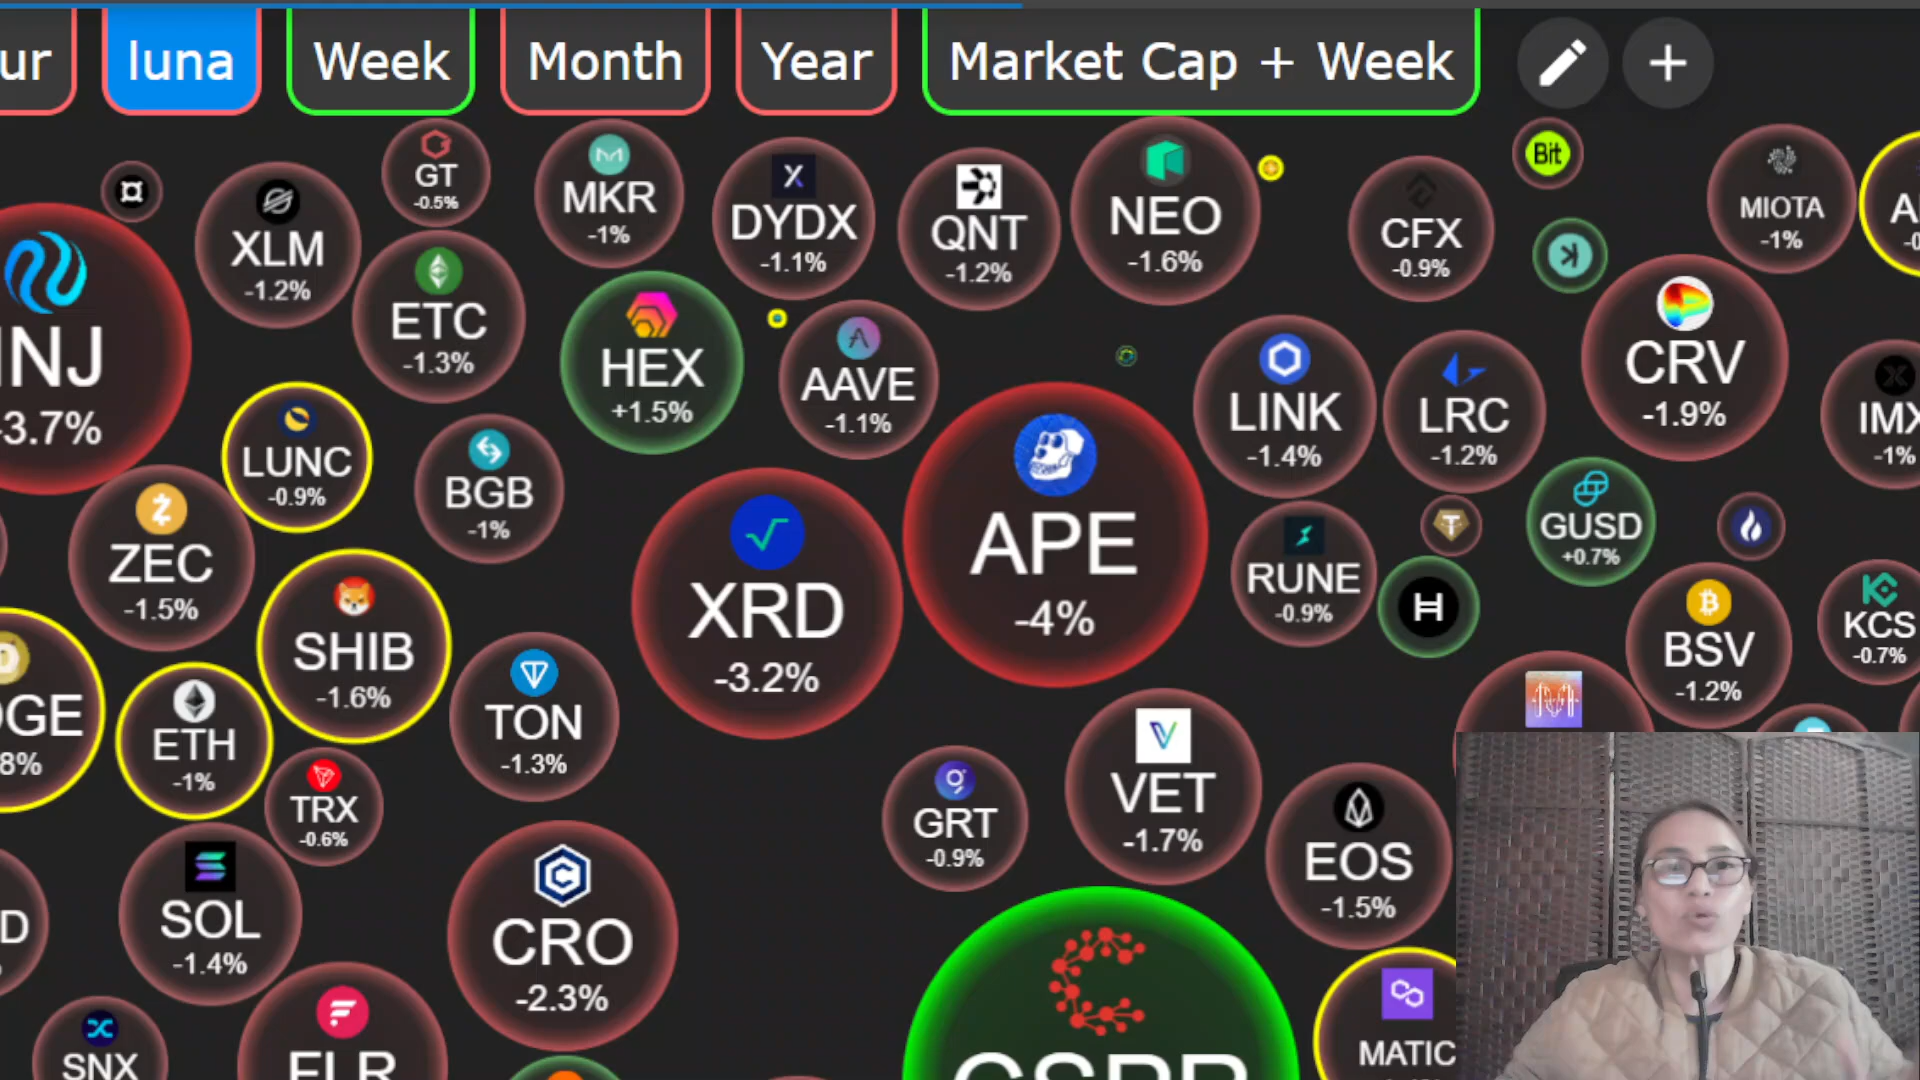 ur
luna
Week
Month
Year
Market Cap + Week
GT
-0.5%
MKR
-1%
DYDX
-1.1%
QNT
-1.2%
NEO
-1.6%
CFX
-0.9%
Bit
MIOTA
-1%
XLM
-1.2%
ETC
-1.3%
HEX
+1.5%
AAVE
-1.1%
INJ
-3.7%
LINK
-1.4%
LRC
-1.2%
CRV
-1.9%
IMX
-1%
LUNC
-0.9%
BGB
-1%
APE
-4%
XRD
-3.2%
ZEC
-1.5%
SHIB
-1.6%
RUNE
-0.9%
GUSD
+0.7%
BSV
-1.2%
KCS
-0.7%
OGE
8%
ETH
-1%
TON
-1.3%
TRX
-0.6%
GRT
-0.9%
VET
-1.7%
EOS
-1.5%
SOL
-1.4%
CRO
-2.3%
D
SNX
FLR
CSPR
MATIC